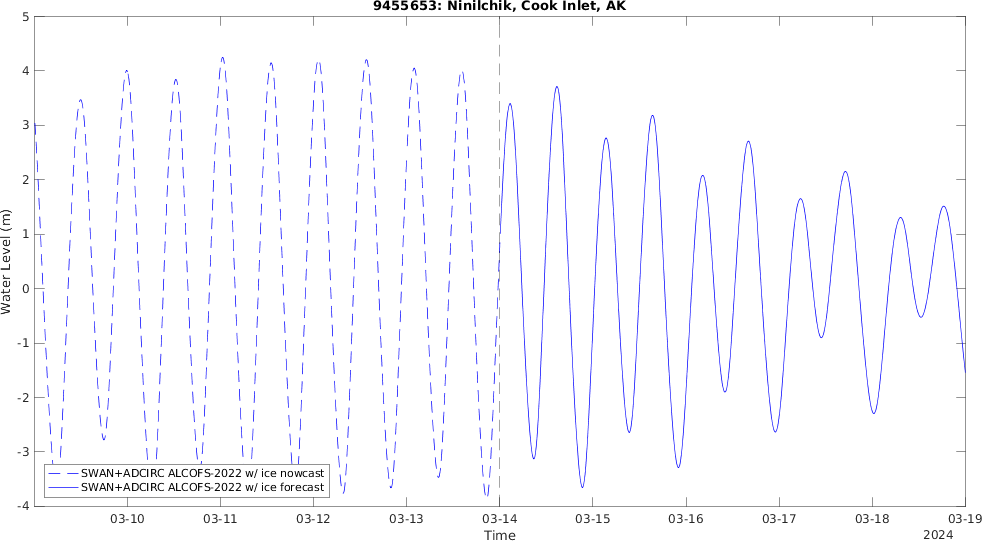 9455653: Ninilchik, Cook Inlet, AK
Water Level (m)
5
4
3
2
1
0
-1
-2
-3
-4
SWAN+ADCIRC ALCOFS-2022 w/ ice nowcast
SWAN+ADCIRC ALCOFS-2022 w/ ice forecast
03-10 03-11 03-12 03-13 03-14 03-15 03-16 03-17 03-18 03-19
Time
2024